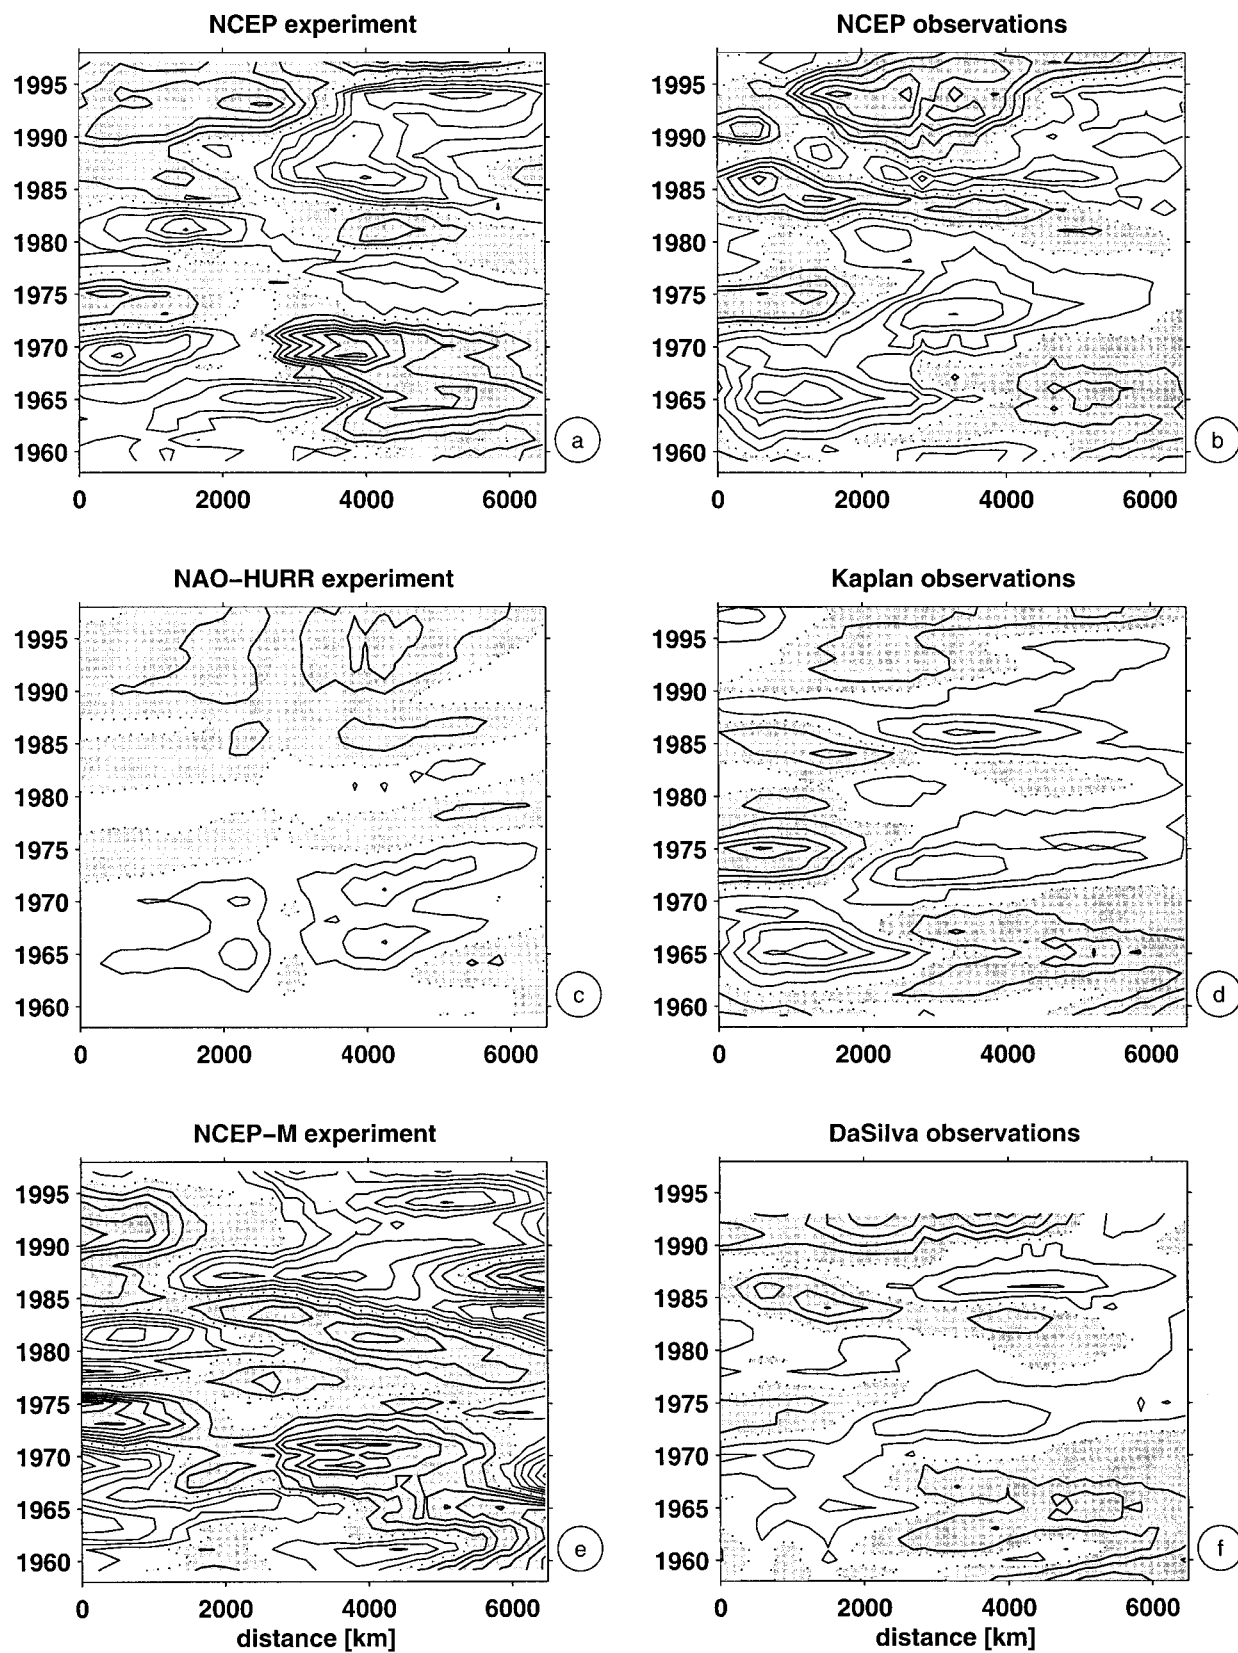 NCEP experiment
1995
1990
1985
1980
1975
1970
1965
1960
0 2000 4000 6000
a
NCEP observations
1995
1990
1985
1980
1975
1970
1965
1960
0 2000 4000 6000
b
NAO–HURR experiment
1995
1990
1985
1980
1975
1970
1965
1960
0 2000 4000 6000
c
Kaplan observations
1995
1990
1985
1980
1975
1970
1965
1960
0 2000 4000 6000
d
NCEP–M experiment
1995
1990
1985
1980
1975
1970
1965
1960
0 2000 4000 6000
distance [km]
e
DaSilva observations
1995
1990
1985
1980
1975
1970
1965
1960
0 2000 4000 6000
distance [km]
f